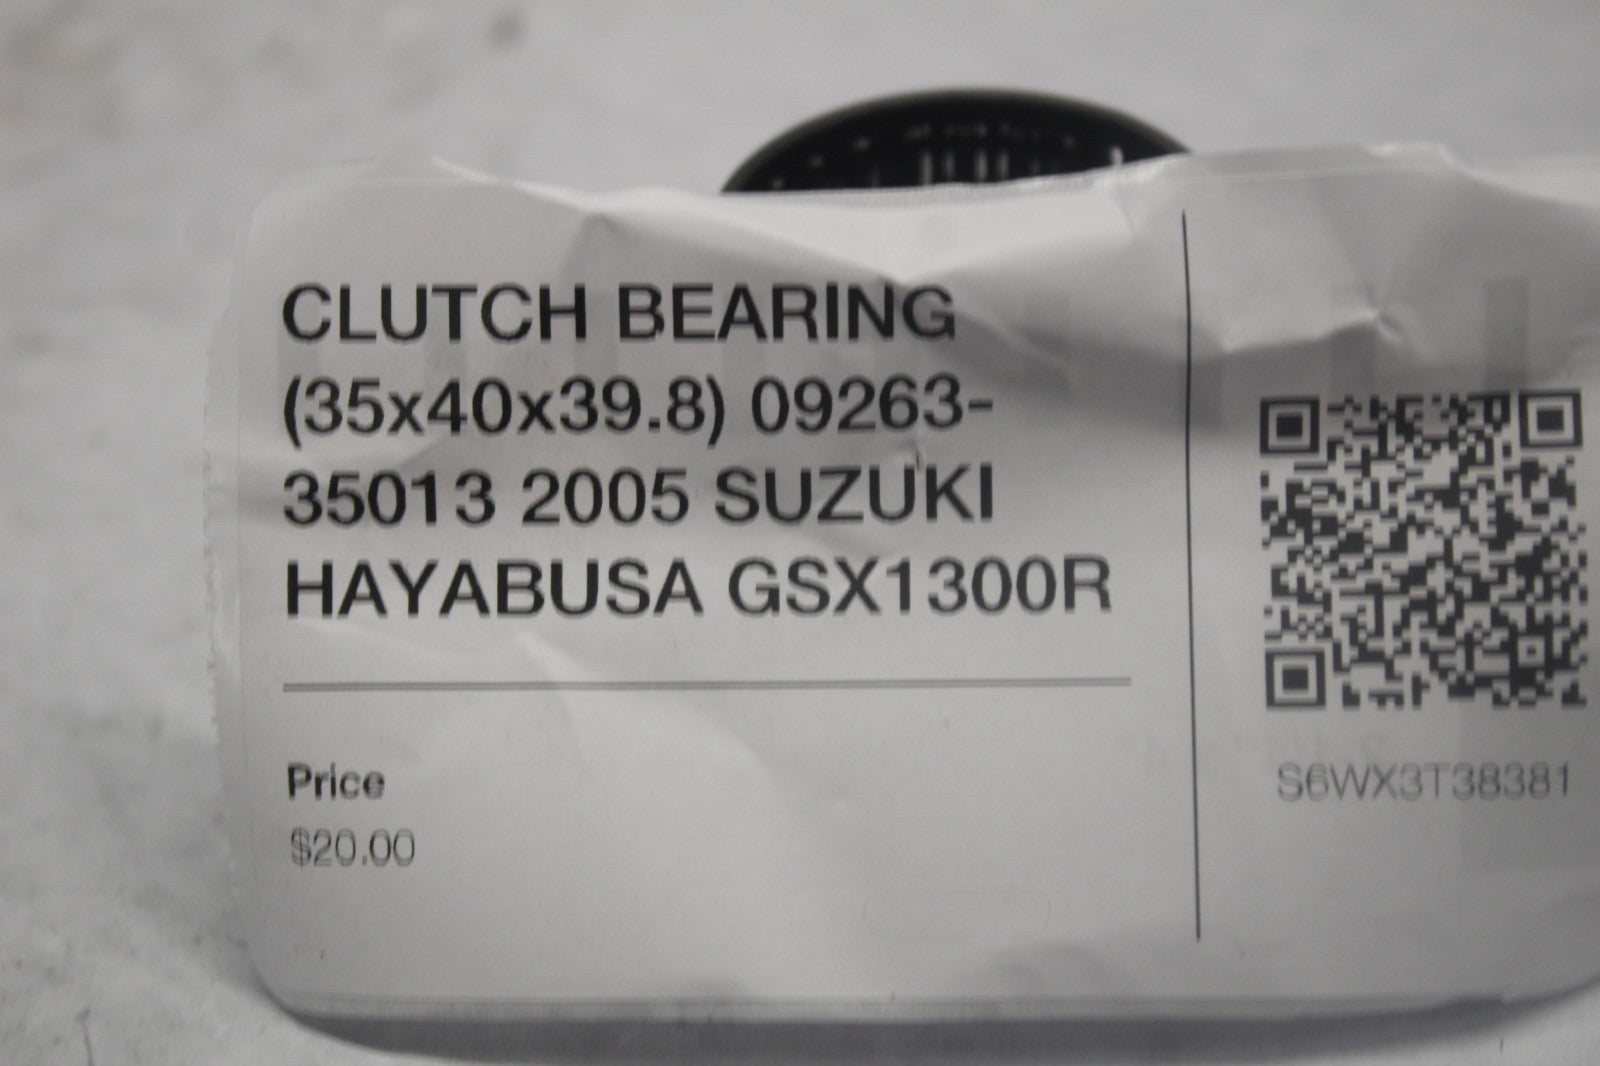 CLUTCH BEARING
(35x40x39.8) 09263-
35013 2005 SUZUKI
HAYABUSA GSX1300R
Price
$20.00
S6WX3T38381